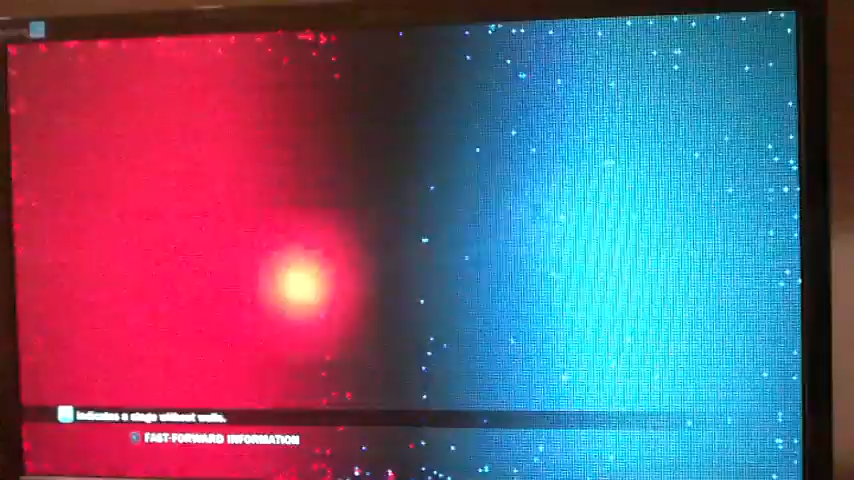 Indicates a stage without walls.
FAST-FORWARD INFORMATION